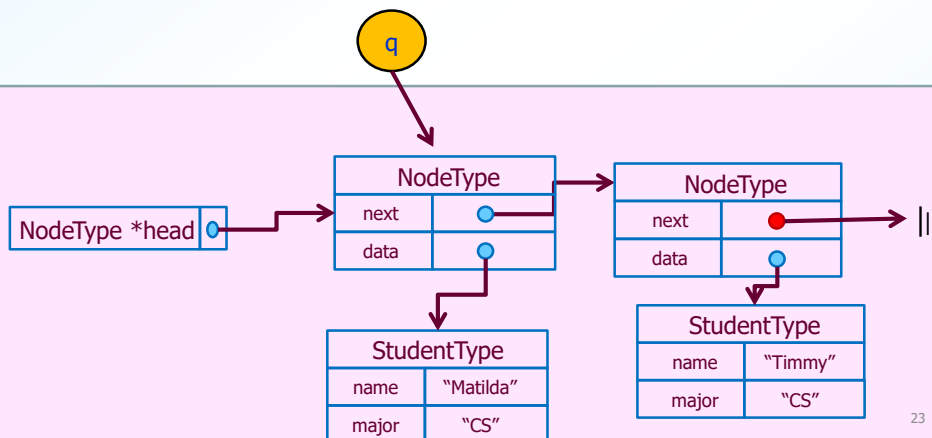 q
NodeType
next
data
NodeType
next
data
NodeType *head
StudentType
name “Matilda”
major “CS”
StudentType
name “Timmy”
major “CS”
23